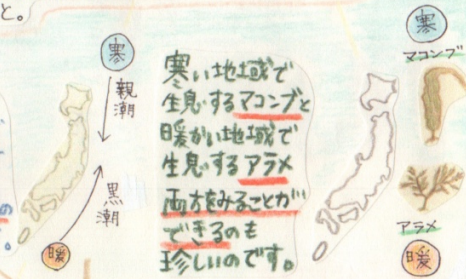 と。
寒
親潮
黒潮
暖
寒い地域で
生息するマコンブと
暖かい地域で
生息するアラメ
両方をみることが
できるのも
珍しいのです。
寒
マコンブ
アラメ
暖